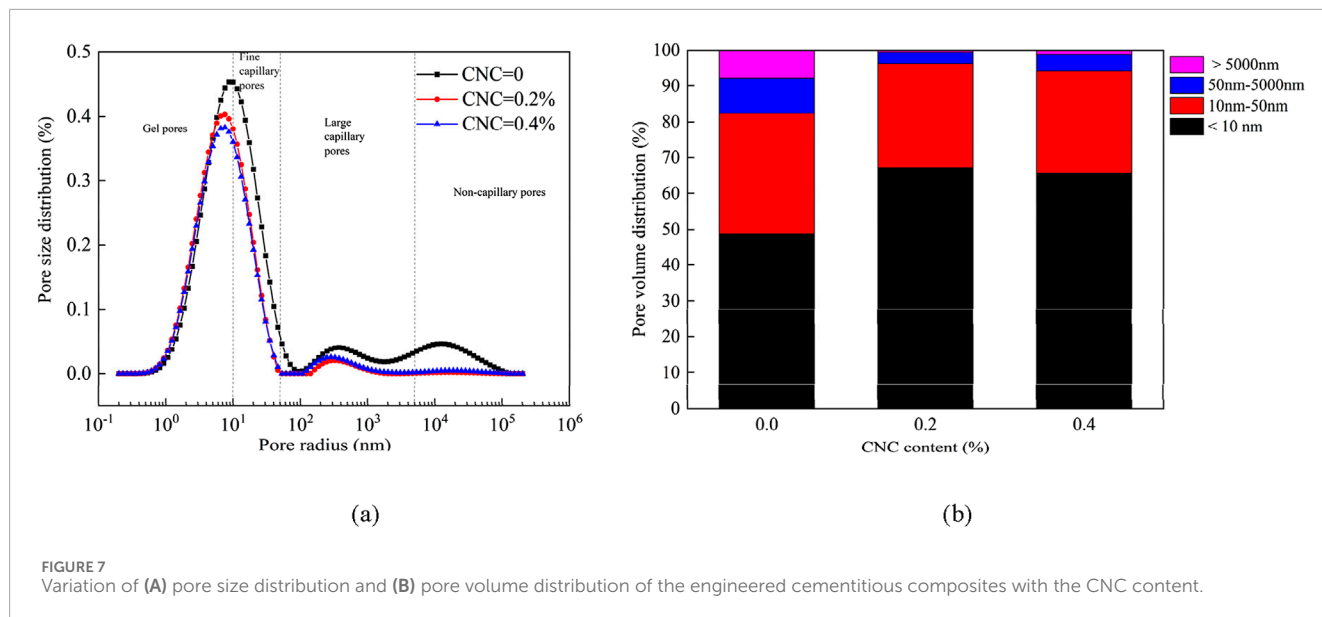 0.5
0.4
0.3
0.2
0.1
0.0
Pore size distribution (%)
Gel pores
Fine
capillary
pores
Large
capillary
pores
Non-capillary pores
CNC=0
CNC=0.2%
CNC=0.4%
10-1 100 101 102 103 104 105 106
Pore radius (nm)
(a)
100
90
80
70
60
50
40
30
20
10
0
Pore volume distribution (%)
0.0 0.2 0.4
CNC content (%)
> 5000nm
50nm-5000nm
10nm-50nm
< 10 nm
(b)
FIGURE 7
Variation of (A) pore size distribution and (B) pore volume distribution of the engineered cementitious composites with the CNC content.